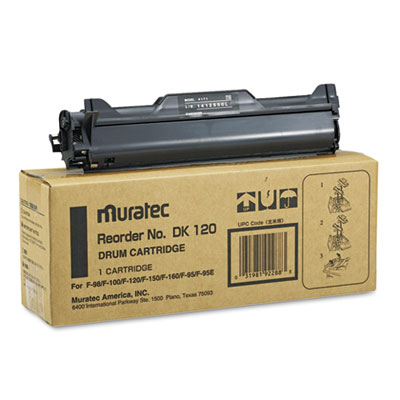 muratec
Reorder No. DK 120
DRUM CARTRIDGE
1 CARTRIDGE
For F-98/F-100/F-120/F-150/F-160/F-95/F-95E
Muratec America, INC.
6400 International Parkway Ste. 1500, Plano, Texas 75093
UPC Code
1
2
3